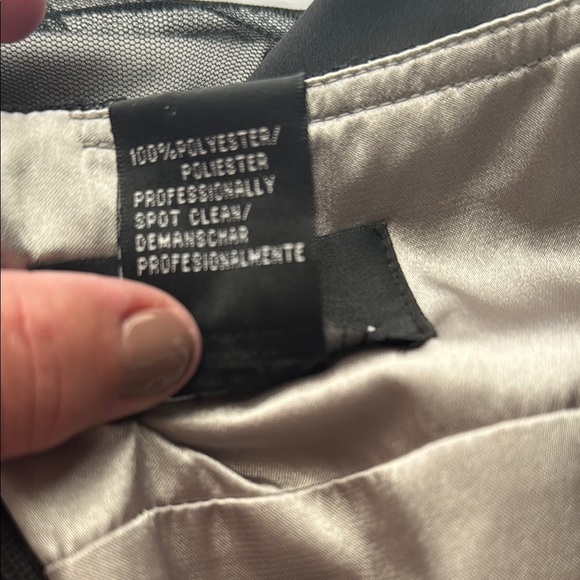 100%POLYESTER/
POLIESTER
PROFESSIONALLY
SPOT CLEAN/
DEMANSCHAR
PROFESIONALMENTE